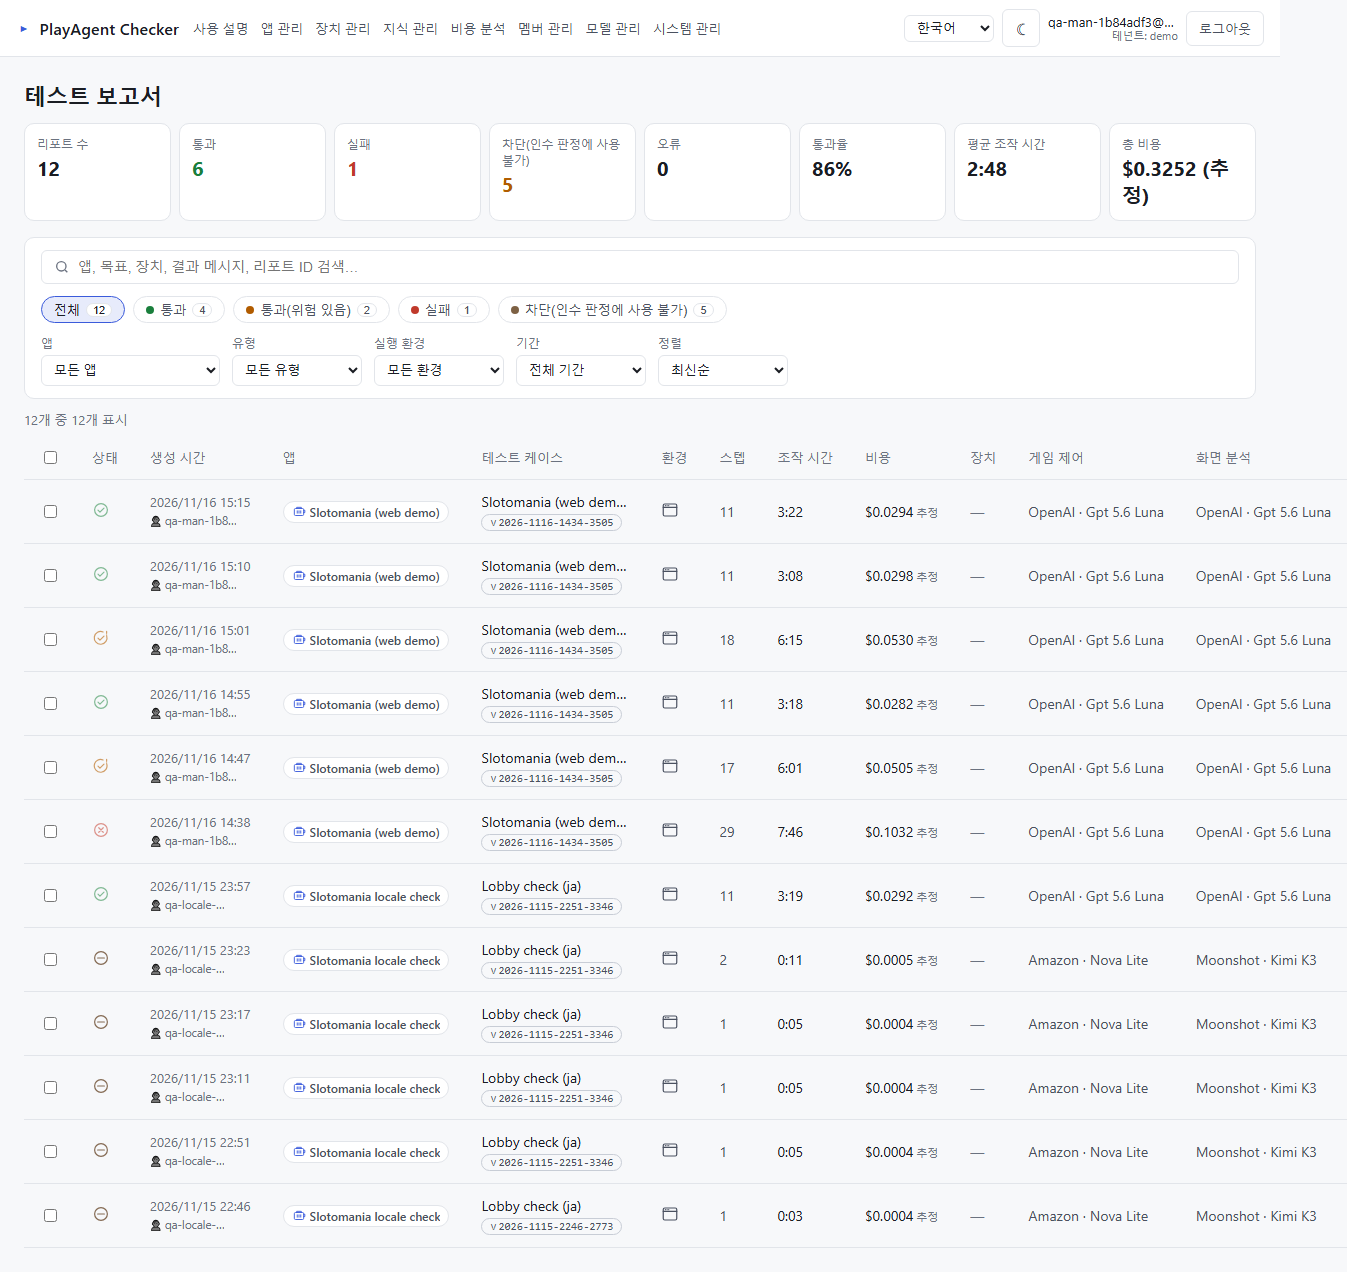 PlayAgent Checker 사용 설명 앱 관리 장치 관리 지식 관리 비용 분석 멤버 관리 모델 관리 시스템 관리 한국어 qa-man-1b84adf3@... 테넌트: demo 로그아웃
테스트 보고서
리포트 수 12
통과 6
실패 1
차단(인수 판정에 사용 불가) 5
오류 0
통과율 86%
평균 조작 시간 2:48
총 비용 $0.3252 (추정)
앱, 목표, 장치, 결과 메시지, 리포트 ID 검색...
전체 12 통과 4 통과(위험 있음) 2 실패 1 차단(인수 판정에 사용 불가) 5
앱 유형 실행 환경 기간 정렬
모든 앱 모든 유형 모든 환경 전체 기간 최신순
12개 중 12개 표시
상태 생성 시간 앱 테스트 케이스 환경 스텝 조작 시간 비용 장치 게임 제어 화면 분석
2026/11/16 15:15 Slotomania (web demo) Slotomania (web dem... 11 3:22 $0.0294 추정 — OpenAI · Gpt 5.6 Luna OpenAI · Gpt 5.6 Luna
qa-man-1b8... v 2026-1116-1434-3505
2026/11/16 15:10 Slotomania (web demo) Slotomania (web dem... 11 3:08 $0.0298 추정 — OpenAI · Gpt 5.6 Luna OpenAI · Gpt 5.6 Luna
qa-man-1b8... v 2026-1116-1434-3505
2026/11/16 15:01 Slotomania (web demo) Slotomania (web dem... 18 6:15 $0.0530 추정 — OpenAI · Gpt 5.6 Luna OpenAI · Gpt 5.6 Luna
qa-man-1b8... v 2026-1116-1434-3505
2026/11/16 14:55 Slotomania (web demo) Slotomania (web dem... 11 3:18 $0.0282 추정 — OpenAI · Gpt 5.6 Luna OpenAI · Gpt 5.6 Luna
qa-man-1b8... v 2026-1116-1434-3505
2026/11/16 14:47 Slotomania (web demo) Slotomania (web dem... 17 6:01 $0.0505 추정 — OpenAI · Gpt 5.6 Luna OpenAI · Gpt 5.6 Luna
qa-man-1b8... v 2026-1116-1434-3505
2026/11/16 14:38 Slotomania (web demo) Slotomania (web dem... 29 7:46 $0.1032 추정 — OpenAI · Gpt 5.6 Luna OpenAI · Gpt 5.6 Luna
qa-man-1b8... v 2026-1116-1434-3505
2026/11/15 23:57 Slotomania locale check Lobby check (ja) 11 3:19 $0.0292 추정 — OpenAI · Gpt 5.6 Luna OpenAI · Gpt 5.6 Luna
qa-locale-... v 2026-1115-2251-3346
2026/11/15 23:23 Slotomania locale check Lobby check (ja) 2 0:11 $0.0005 추정 — Amazon · Nova Lite Moonshot · Kimi K3
qa-locale-... v 2026-1115-2251-3346
2026/11/15 23:17 Slotomania locale check Lobby check (ja) 1 0:05 $0.0004 추정 — Amazon · Nova Lite Moonshot · Kimi K3
qa-locale-... v 2026-1115-2251-3346
2026/11/15 23:11 Slotomania locale check Lobby check (ja) 1 0:05 $0.0004 추정 — Amazon · Nova Lite Moonshot · Kimi K3
qa-locale-... v 2026-1115-2251-3346
2026/11/15 22:51 Slotomania locale check Lobby check (ja) 1 0:05 $0.0004 추정 — Amazon · Nova Lite Moonshot · Kimi K3
qa-locale-... v 2026-1115-2251-3346
2026/11/15 22:46 Slotomania locale check Lobby check (ja) 1 0:03 $0.0004 추정 — Amazon · Nova Lite Moonshot · Kimi K3
qa-locale-... v 2026-1115-2246-2773